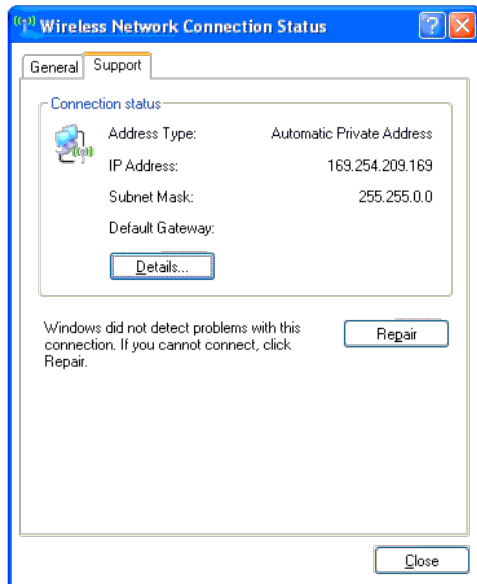 Wireless Network Connection Status
General Support
Connection status
Address Type: Automatic Private Address
IP Address: 169.254.209.169
Subnet Mask: 255.255.0.0
Default Gateway:
Details...
Windows did not detect problems with this
connection. If you cannot connect, click
Repair.
Repair
Close